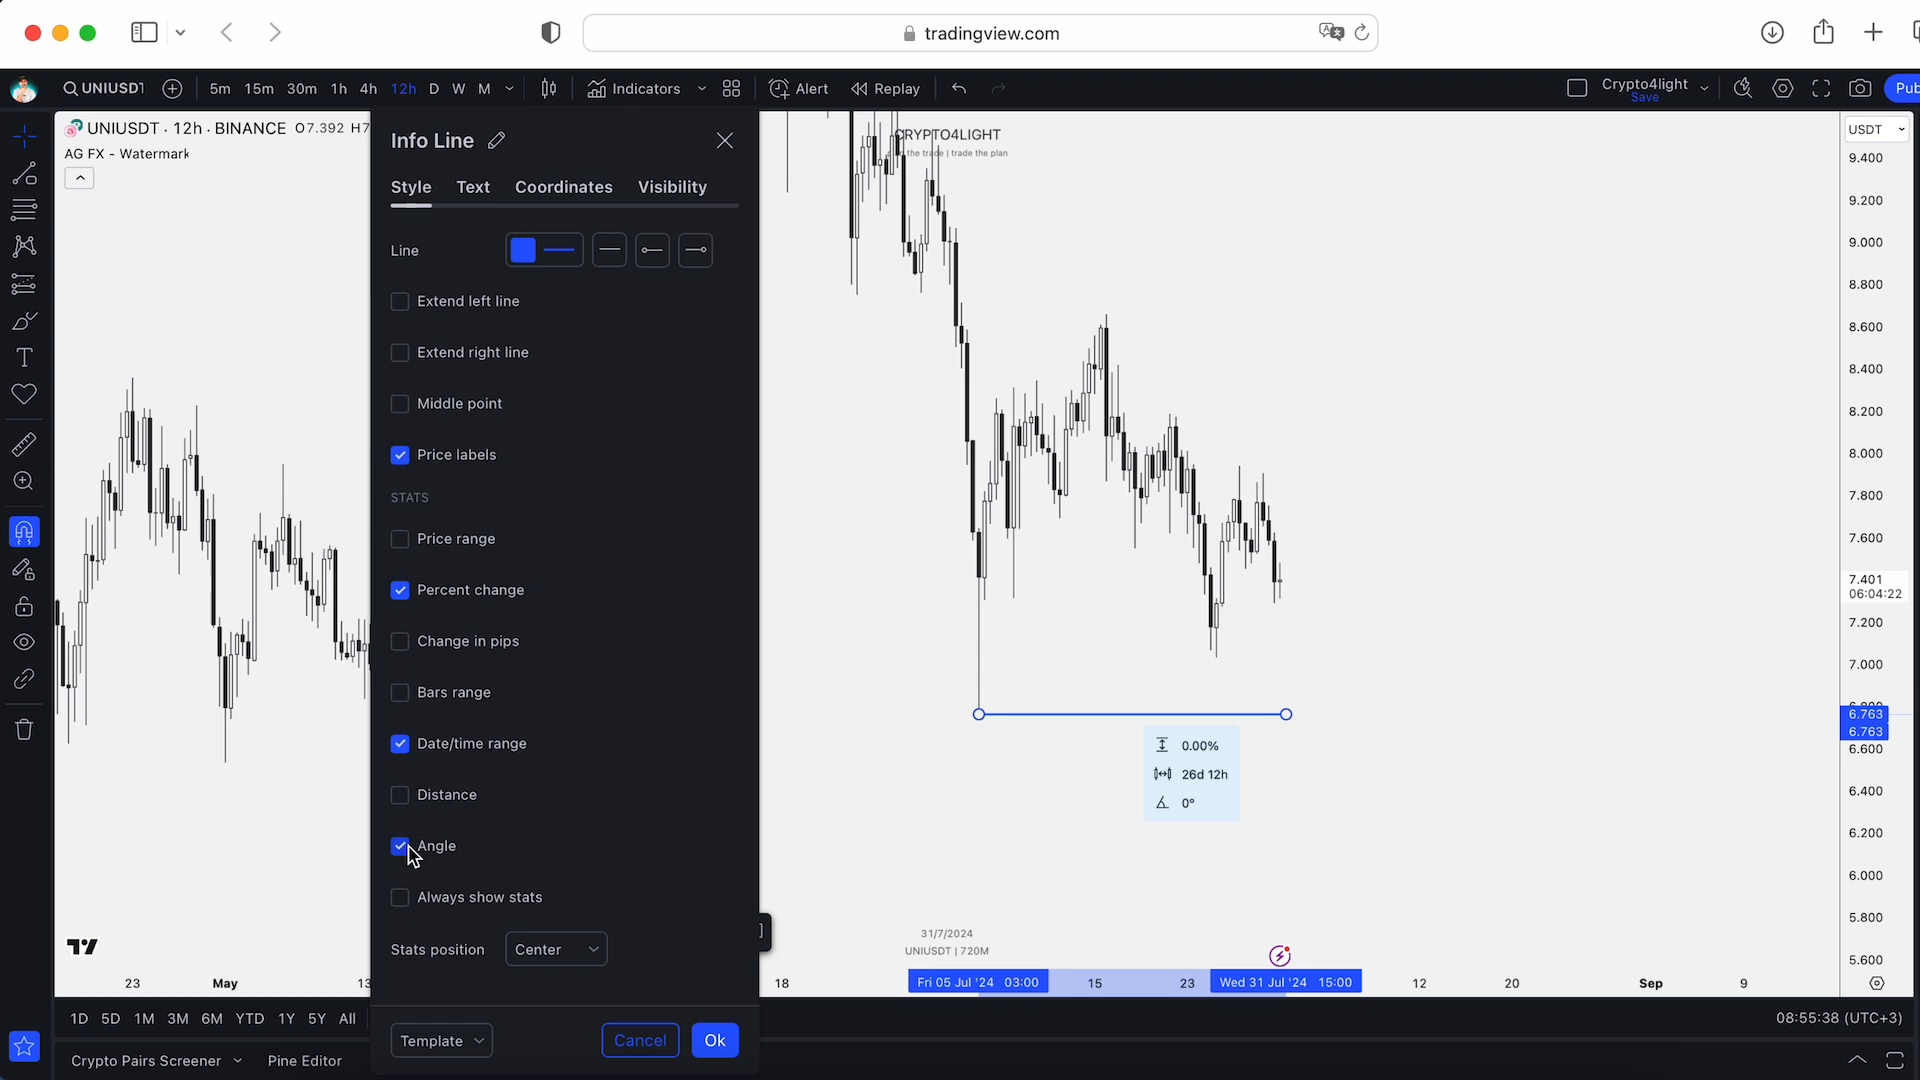 tradingview.com
UNIUSDT
5m 15m 30m 1h 4h 12h D W M
Indicators
Alert
Replay
Crypto4light
Save
Pub
UNIUSDT · 12h · BINANCE O7.392 H7
AG FX - Watermark
Info Line
Style Text Coordinates Visibility
Line
Extend left line
Extend right line
Middle point
Price labels
STATS
Price range
Percent change
Change in pips
Bars range
Date/time range
Distance
Angle
Always show stats
Stats position Center
Template Cancel Ok
CRYPTO4LIGHT
the trade | trade the plan
0.00%
26d 12h
0°
31/7/2024
UNIUSDT | 720M
USDT
9.400
9.200
9.000
8.800
8.600
8.400
8.200
8.000
7.800
7.600
7.401
06:04:22
7.200
7.000
6.763
6.763
6.600
6.400
6.200
6.000
5.800
5.600
23 May 13 18 Fri 05 Jul '24 03:00 15 23 Wed 31 Jul '24 15:00 12 20 Sep 9
1D 5D 1M 3M 6M YTD 1Y 5Y All
08:55:38 (UTC+3)
Crypto Pairs Screener Pine Editor